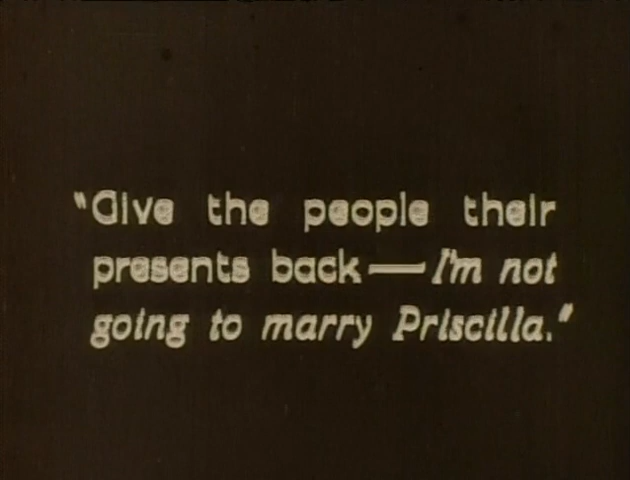 "Give the people their
presents back—I'm not
going to marry Priscilla."